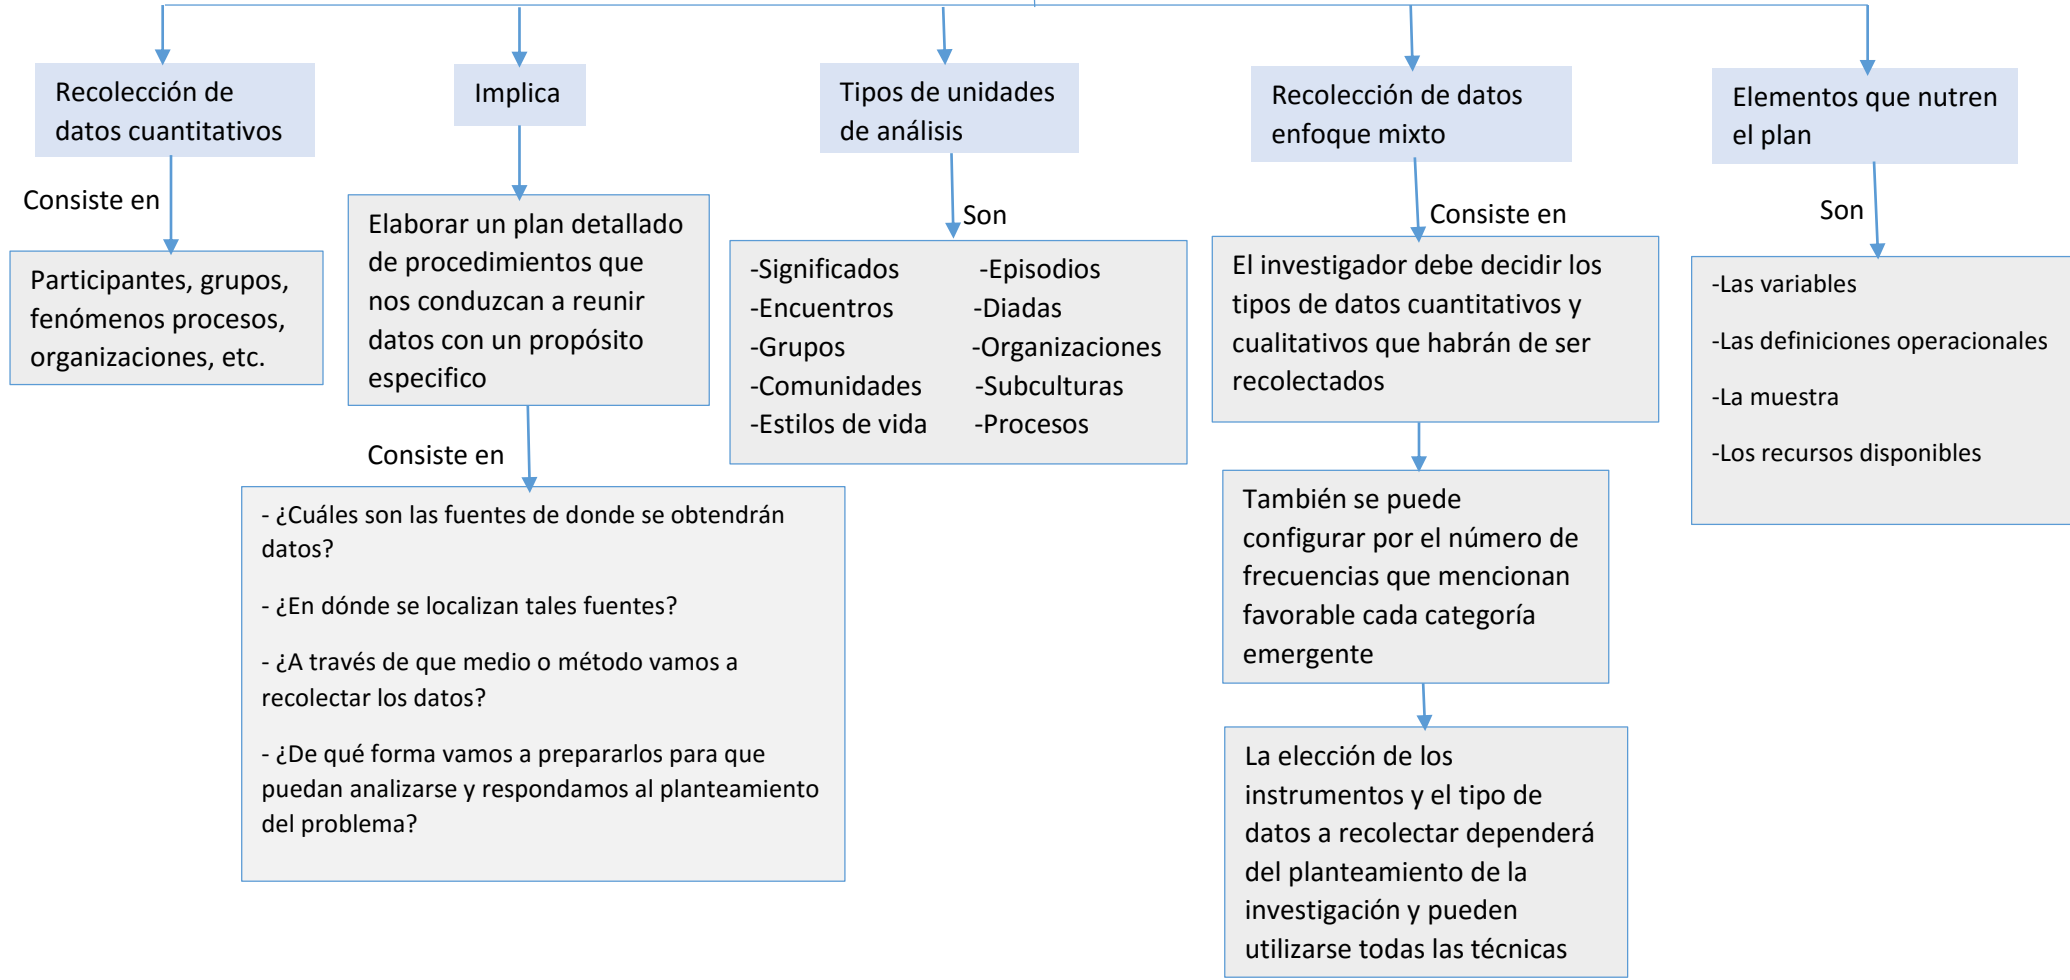 Recolección de
datos cuantitativos
Consiste en
Participantes, grupos,
fenómenos procesos,
organizaciones, etc.
Implica
Elaborar un plan detallado
de procedimientos que
nos conduzcan a reunir
datos con un propósito
especifico
Consiste en
- ¿Cuáles son las fuentes de donde se obtendrán
datos?
- ¿En dónde se localizan tales fuentes?
- ¿A través de que medio o método vamos a
recolectar los datos?
- ¿De qué forma vamos a prepararlos para que
puedan analizarse y respondamos al planteamiento
del problema?
Tipos de unidades
de análisis
Son
-Significados -Episodios
-Encuentros -Diadas
-Grupos -Organizaciones
-Comunidades -Subculturas
-Estilos de vida -Procesos
Recolección de datos
enfoque mixto
Consiste en
El investigador debe decidir los
tipos de datos cuantitativos y
cualitativos que habrán de ser
recolectados
También se puede
configurar por el número de
frecuencias que mencionan
favorable cada categoría
emergente
La elección de los
instrumentos y el tipo de
datos a recolectar dependerá
del planteamiento de la
investigación y pueden
utilizarse todas las técnicas
Elementos que nutren
el plan
Son
-Las variables
-Las definiciones operacionales
-La muestra
-Los recursos disponibles